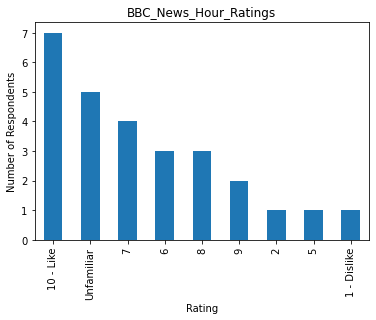 BBC_News_Hour_Ratings
Number of Respondents
7
6
5
4
3
2
1
0
10 - Like
Unfamiliar
7
6
8
9
2
5
1 - Dislike
Rating